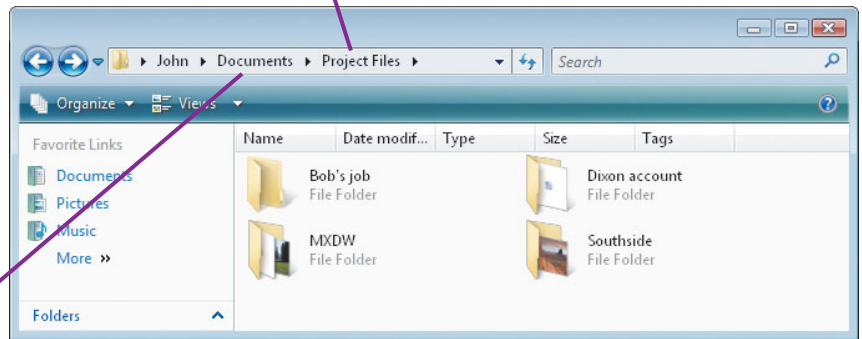 John ▸ Documents ▸ Project Files ▸ Search
Organize Views
Favorite Links
Documents
Pictures
Music
More »
Folders
Name Date modif... Type Size Tags
Bob's job
File Folder
Dixon account
File Folder
MXDW
File Folder
Southside
File Folder